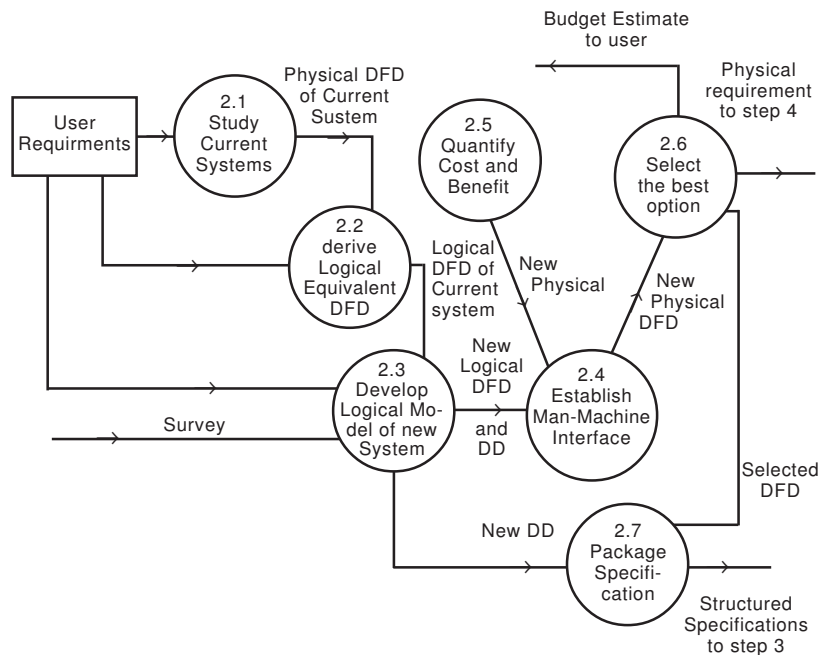 Budget Estimate
to user
Physical
requirement
to step 4
Physical DFD
of Current
Sustem
User
Requirments
2.1
Study
Current
Systems
2.5
Quantify
Cost and
Benefit
2.6
Select
the best
option
2.2
derive
Logical
Equivalent
DFD
Logical
DFD of
Current
system
New
Physical
New
Physical
DFD
New
Logical
DFD
and
DD
2.3
Develop
Logical Mo-
del of new
System
2.4
Establish
Man-Machine
Interface
Survey
Selected
DFD
New DD
2.7
Package
Specifi-
cation
Structured
Specifications
to step 3